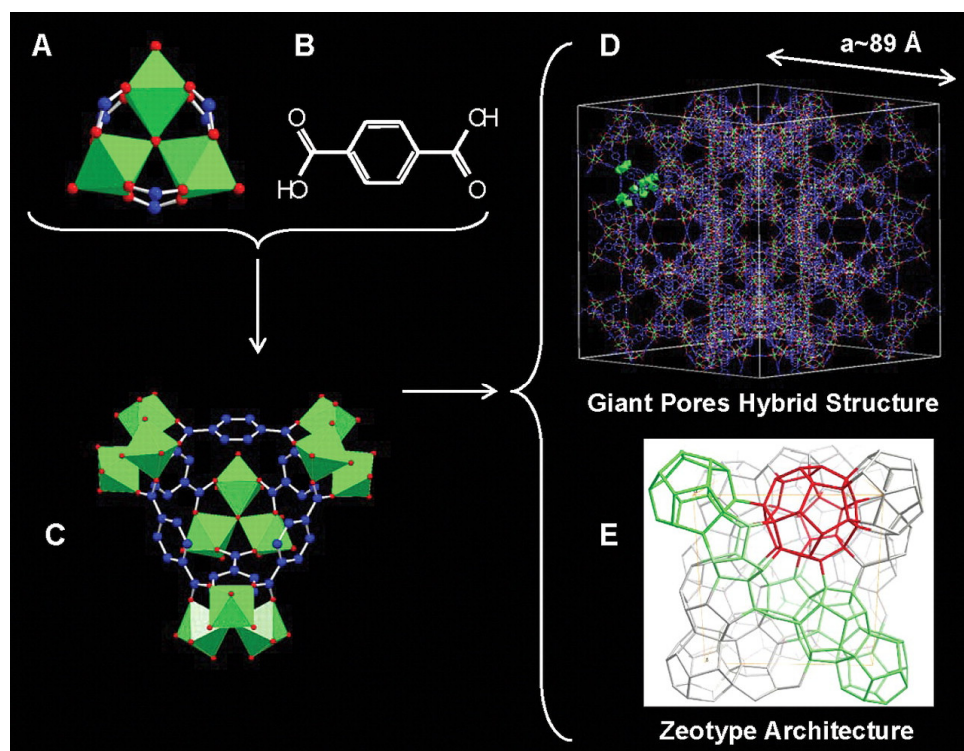 A
B
D
a~89 Å
O
OH
HO
O
Giant Pores Hybrid Structure
C
E
Zeotype Architecture